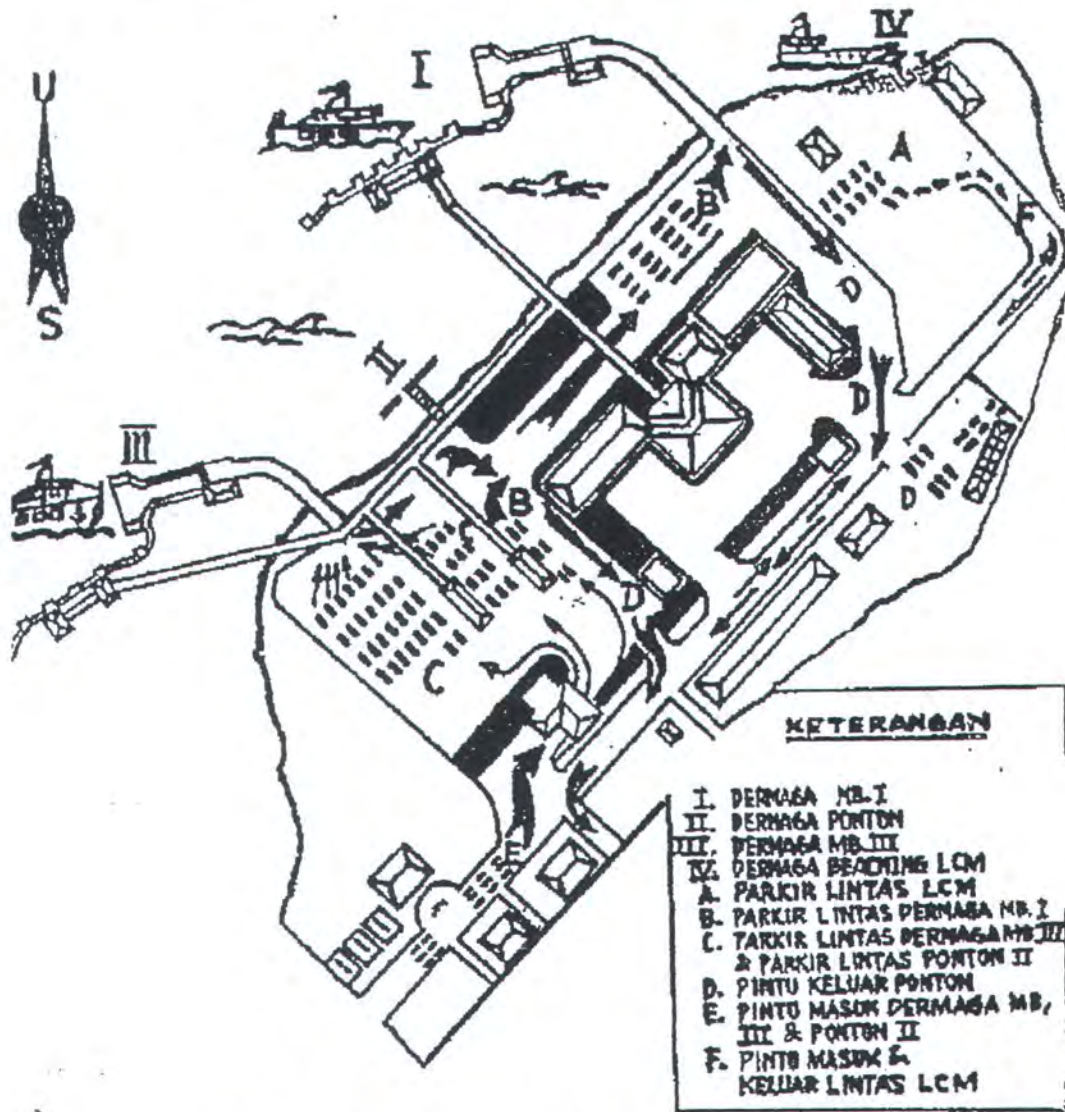 I
IV
U
A
B
F
S
D
II
D
III
B
D
C
D
C
KETERANGAN
E
I. DERMAGA MB. I
II. DERMAGA PONTON
III. DERMAGA MB. III
IV. DERMAGA BEACHING LCM
A. PARKIR LINTAS LCM
B. PARKIR LINTAS DERMAGA MB. I
C. PARKIR LINTAS DERMAGA MB III
& PARKIR LINTAS PONTON II
D. PINTU KELUAR PONTON
E. PINTU MASUK DERMAGA MB,
III & PONTON II
F. PINTU MASUK &
KELUAR LINTAS LCM